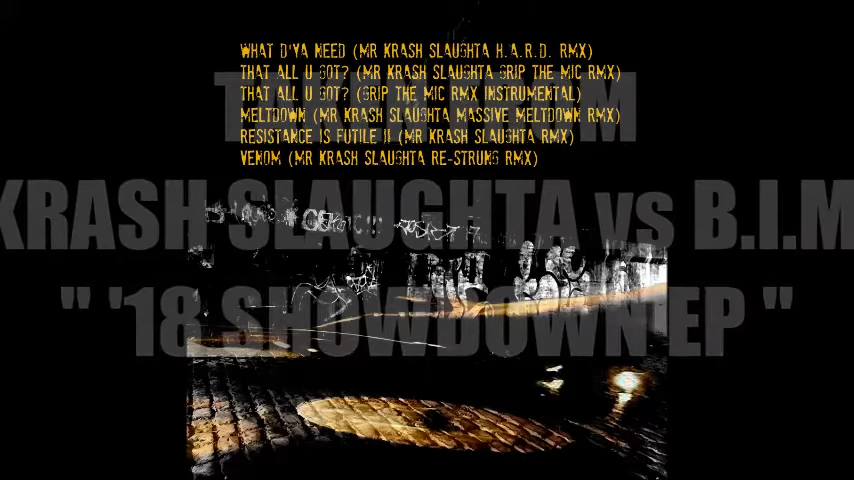 WHAT D'YA NEED (MR KRASH SLAUGHTA H.A.R.D. RMX)
THAT ALL U GOT? (MR KRASH SLAUGHTA GRIP THE MIC RMX)
THAT ALL U GOT? (GRIP THE MIC RMX INSTRUMENTAL)
MELTDOWN (MR KRASH SLAUGHTA MASSIVE MELTDOWN RMX)
RESISTANCE IS FUTILE II (MR KRASH SLAUGHTA RMX)
VENOM (MR KRASH SLAUGHTA RE-STRUNG RMX)
TAKEN FROM
KRASH SLAUGHTA vs B.I.M
" '18 SHOWDOWN EP "